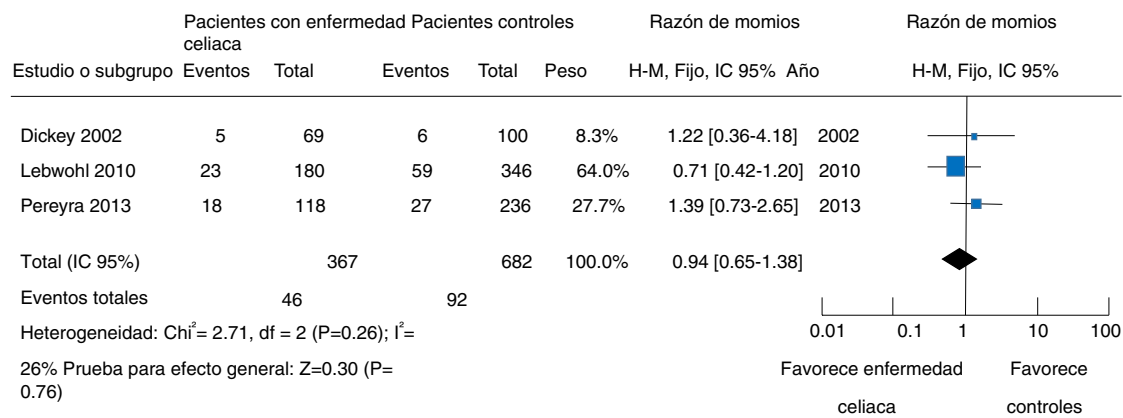 Pacientes con enfermedad Pacientes controles Razón de momios Razón de momios
celiaca
Estudio o subgrupo Eventos Total Eventos Total Peso H-M, Fijo, IC 95% Año H-M, Fijo, IC 95%
Dickey 2002 5 69 6 100 8.3% 1.22 [0.36-4.18] 2002
Lebwohl 2010 23 180 59 346 64.0% 0.71 [0.42-1.20] 2010
Pereyra 2013 18 118 27 236 27.7% 1.39 [0.73-2.65] 2013
Total (IC 95%) 367 682 100.0% 0.94 [0.65-1.38]
Eventos totales 46 92
Heterogeneidad: Chi²= 2.71, df = 2 (P=0.26); I²=
26% Prueba para efecto general: Z=0.30 (P=
0.76)
0.01 0.1 1 10 100
Favorece enfermedad Favorece
celiaca controles